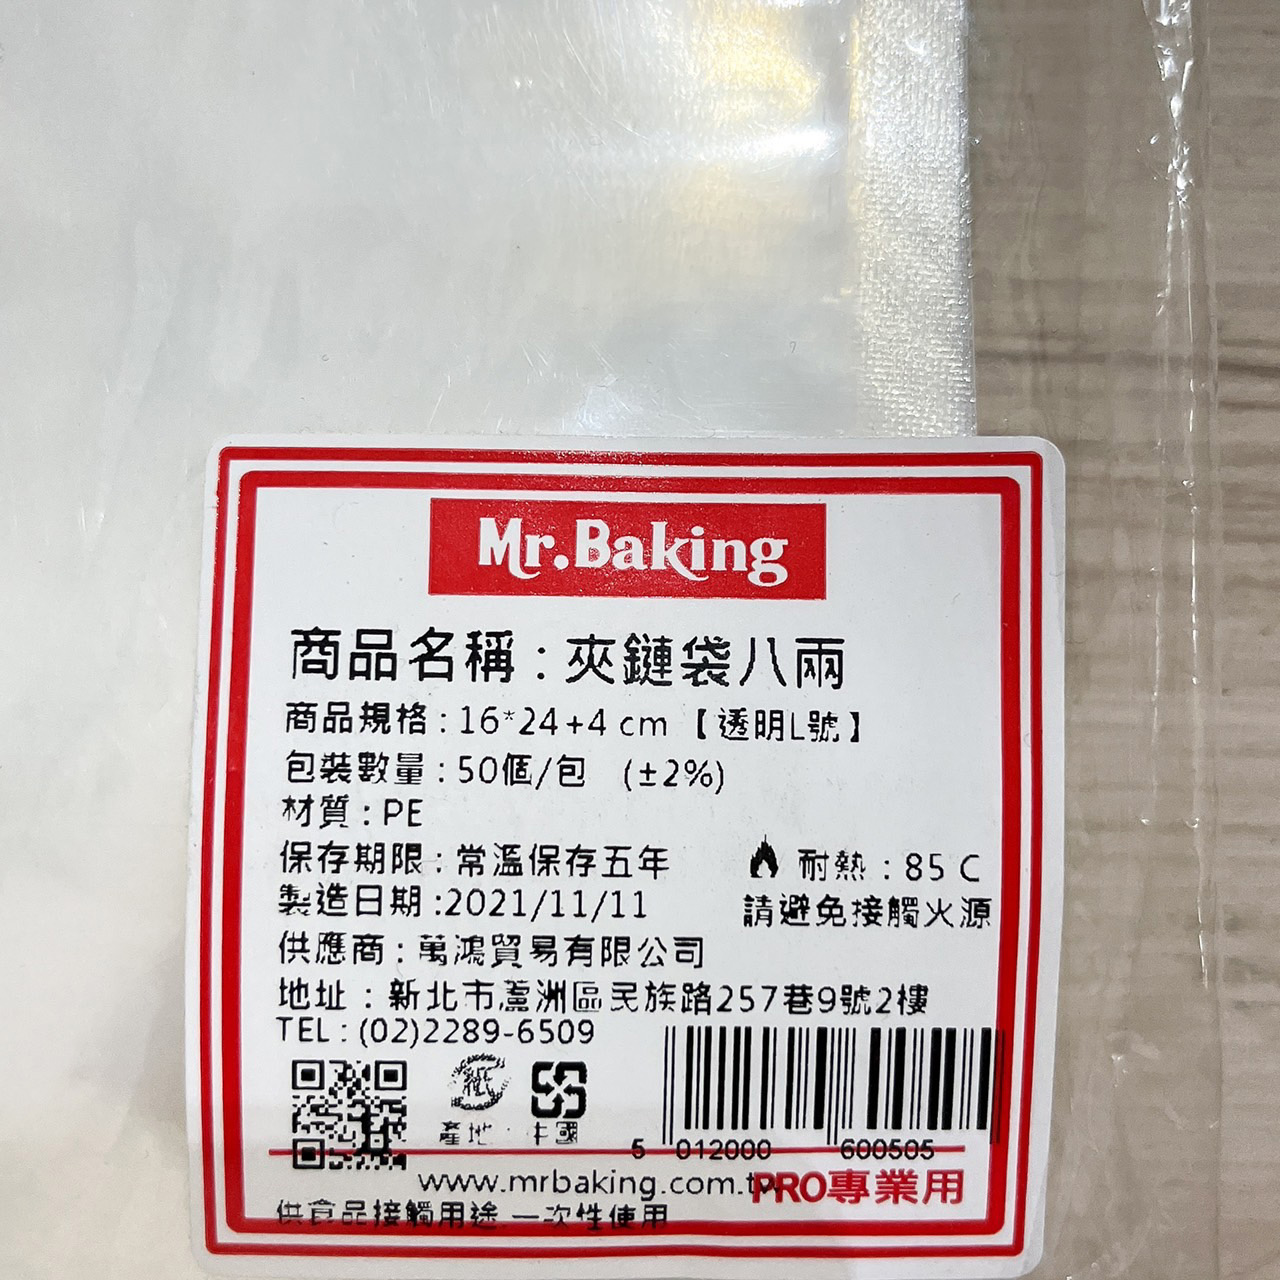 Mr.Baking
商品名稱：夾鏈袋八兩
商品規格：16*24+4 cm 【透明L號】
包裝數量：50個/包 (±2%)
材質：PE
保存期限：常溫保存五年
耐熱：85 C
製造日期:2021/11/11
請避免接觸火源
供應商：萬鴻貿易有限公司
地址：新北市蘆洲區民族路257巷9號2樓
TEL：(02)2289-6509
紙
產地：中國
5 012000 600505
www.mrbaking.com.tw
PRO專業用
供食品接觸用途 一次性使用